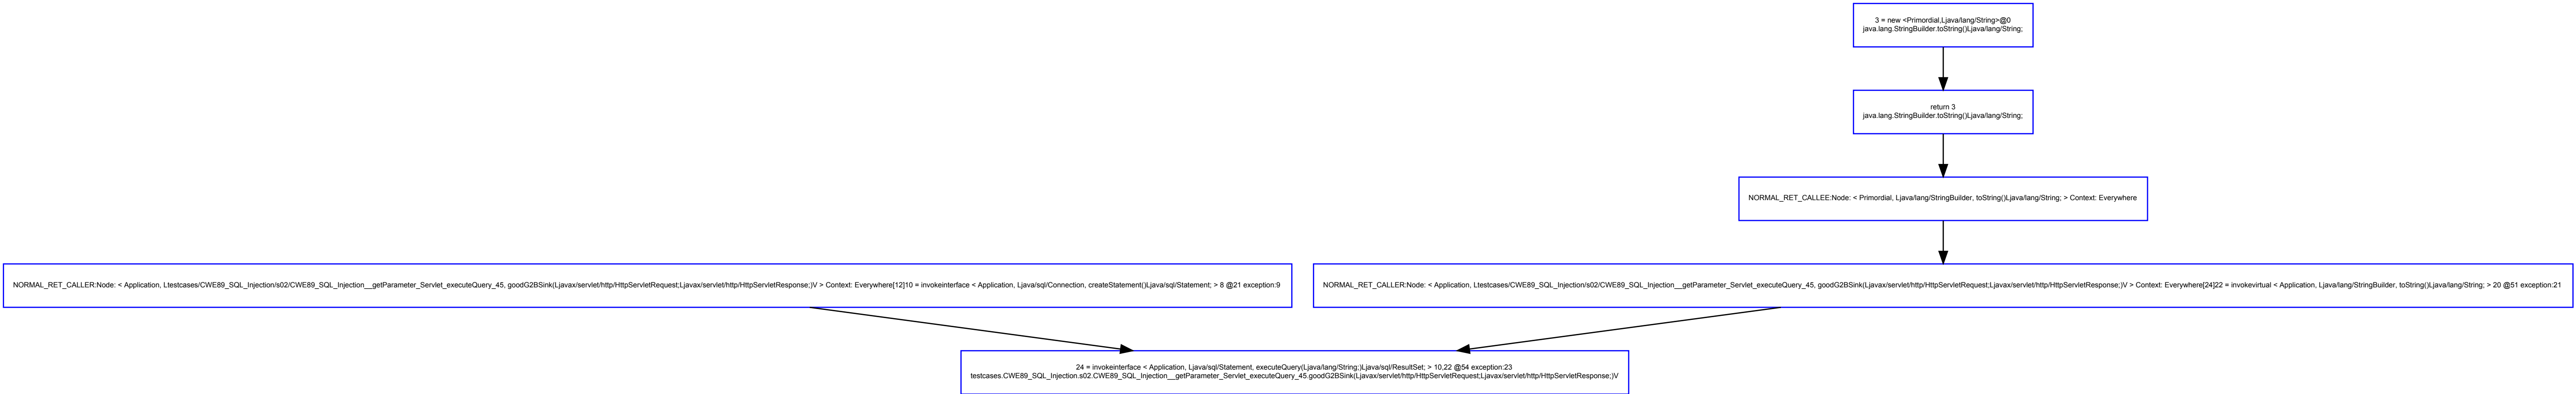 3 = new <Primordial,Ljava/lang/String>@0
java.lang.StringBuilder.toString()Ljava/lang/String;
return 3
java.lang.StringBuilder.toString()Ljava/lang/String;
NORMAL_RET_CALLEE:Node: < Primordial, Ljava/lang/StringBuilder, toString()Ljava/lang/String; > Context: Everywhere
NORMAL_RET_CALLER:Node: < Application, Ltestcases/CWE89_SQL_Injection/s02/CWE89_SQL_Injection__getParameter_Servlet_executeQuery_45, goodG2BSink(Ljavax/servlet/http/HttpServletRequest;Ljavax/servlet/http/HttpServletResponse;)V > Context: Everywhere[12]10 = invokeinterface < Application, Ljava/sql/Connection, createStatement()Ljava/sql/Statement; > 8 @21 exception:9
NORMAL_RET_CALLER:Node: < Application, Ltestcases/CWE89_SQL_Injection/s02/CWE89_SQL_Injection__getParameter_Servlet_executeQuery_45, goodG2BSink(Ljavax/servlet/http/HttpServletRequest;Ljavax/servlet/http/HttpServletResponse;)V > Context: Everywhere[24]22 = invokevirtual < Application, Ljava/lang/StringBuilder, toString()Ljava/lang/String; > 20 @51 exception:21
24 = invokeinterface < Application, Ljava/sql/Statement, executeQuery(Ljava/lang/String;)Ljava/sql/ResultSet; > 10,22 @54 exception:23
testcases.CWE89_SQL_Injection.s02.CWE89_SQL_Injection__getParameter_Servlet_executeQuery_45.goodG2BSink(Ljavax/servlet/http/HttpServletRequest;Ljavax/servlet/http/HttpServletResponse;)V